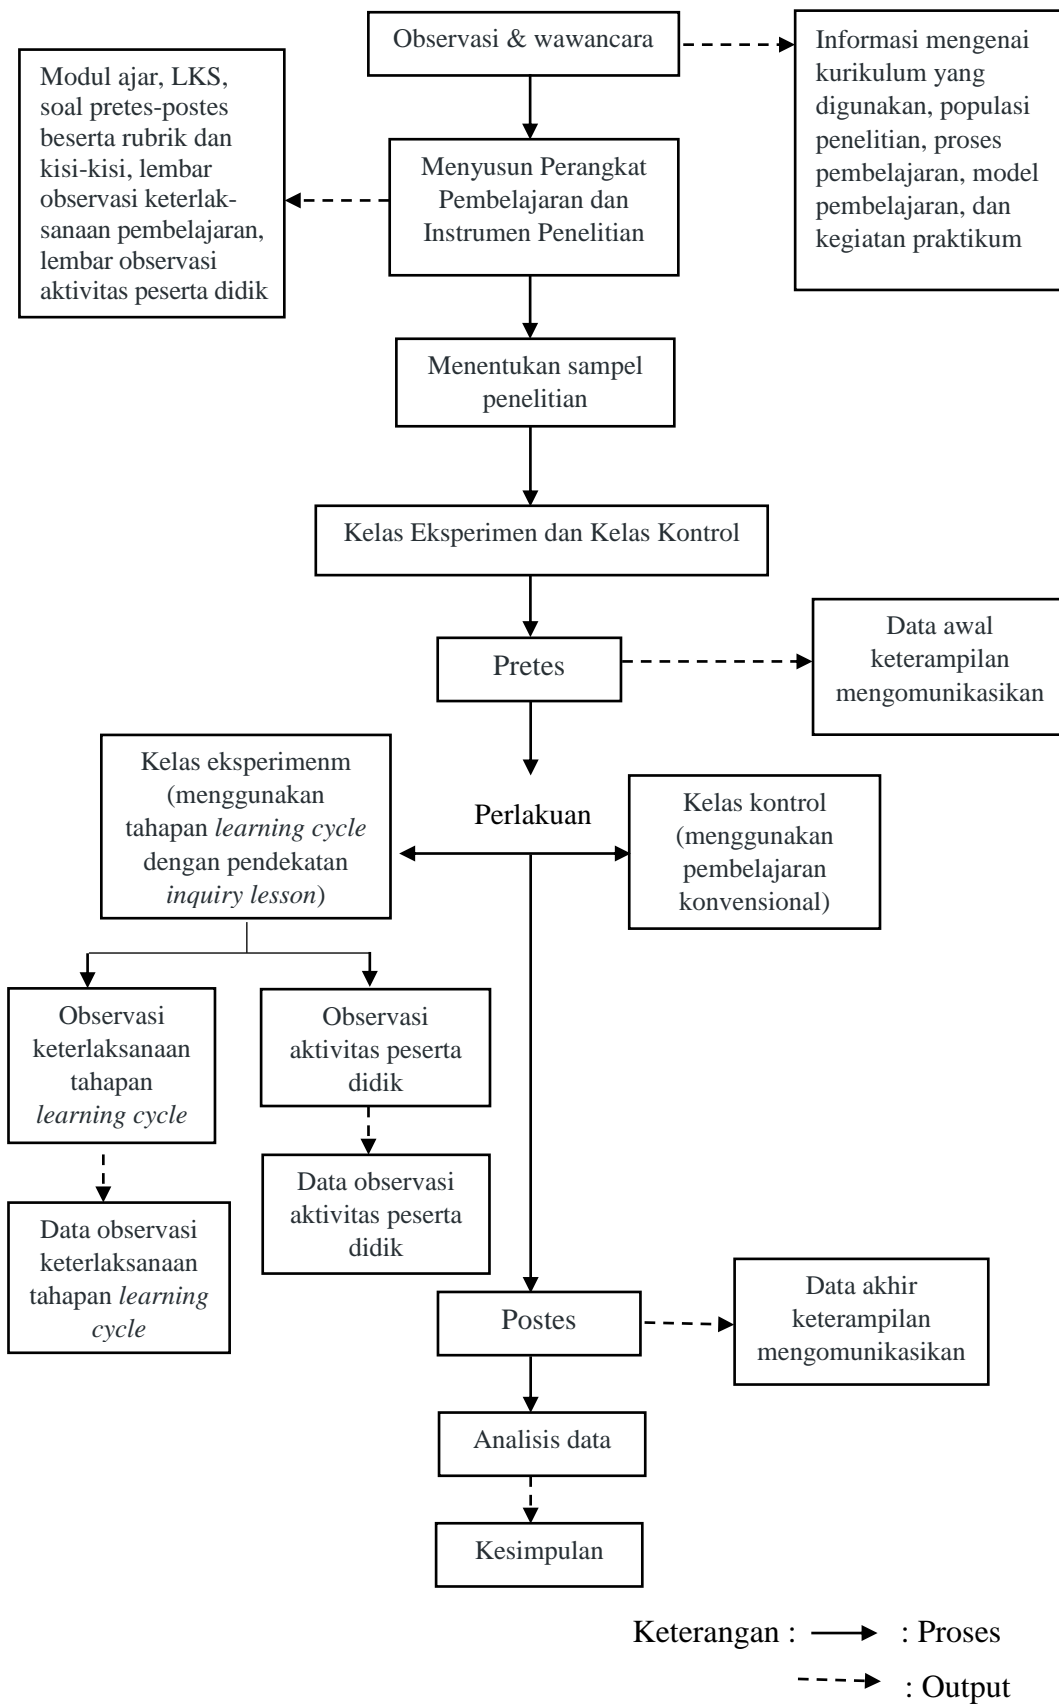 Observasi & wawancara
Informasi mengenai
kurikulum yang
digunakan, populasi
penelitian, proses
pembelajaran, model
pembelajaran, dan
kegiatan praktikum
Modul ajar, LKS,
soal pretes-postes
beserta rubrik dan
kisi-kisi, lembar
observasi keterlak-
sanaan pembelajaran,
lembar observasi
aktivitas peserta didik
Menyusun Perangkat
Pembelajaran dan
Instrumen Penelitian
Menentukan sampel
penelitian
Kelas Eksperimen dan Kelas Kontrol
Pretes
Data awal
keterampilan
mengomunikasikan
Kelas eksperimenm
(menggunakan
tahapan learning cycle
dengan pendekatan
inquiry lesson)
Perlakuan
Kelas kontrol
(menggunakan
pembelajaran
konvensional)
Observasi
keterlaksanaan
tahapan
learning cycle
Observasi
aktivitas peserta
didik
Data observasi
keterlaksanaan
tahapan learning
cycle
Data observasi
aktivitas peserta
didik
Postes
Data akhir
keterampilan
mengomunikasikan
Analisis data
Kesimpulan
Keterangan : : Proses
: Output